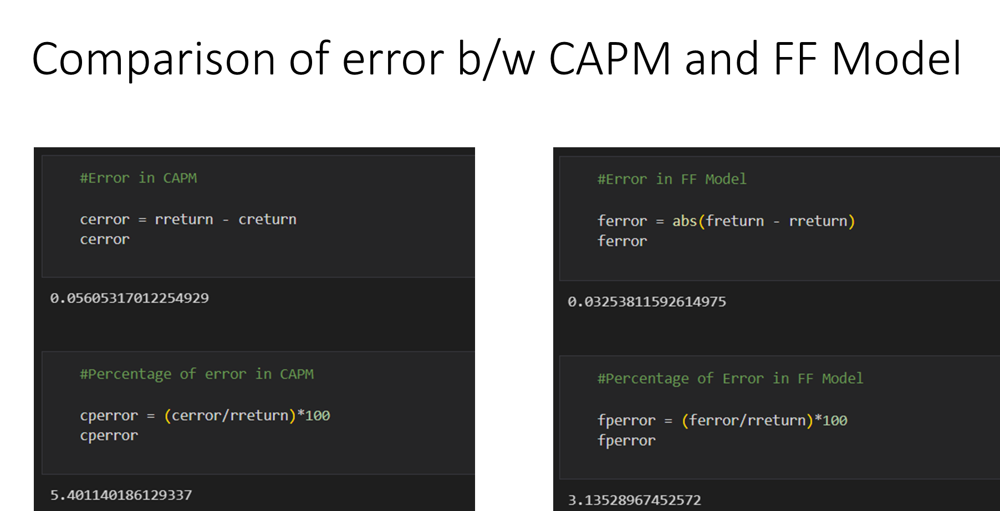 Comparison of error b/w CAPM and FF Model
#Error in CAPM
cerror = rreturn - creturn
cerror
0.05605317012254929
#Percentage of error in CAPM
cperror = (cerror/rreturn)*100
cperror
5.401140186129337
#Error in FF Model
ferror = abs(freturn - rreturn)
ferror
0.03253811592614975
#Percentage of Error in FF Model
fperror = (ferror/rreturn)*100
fperror
3.13528967452572